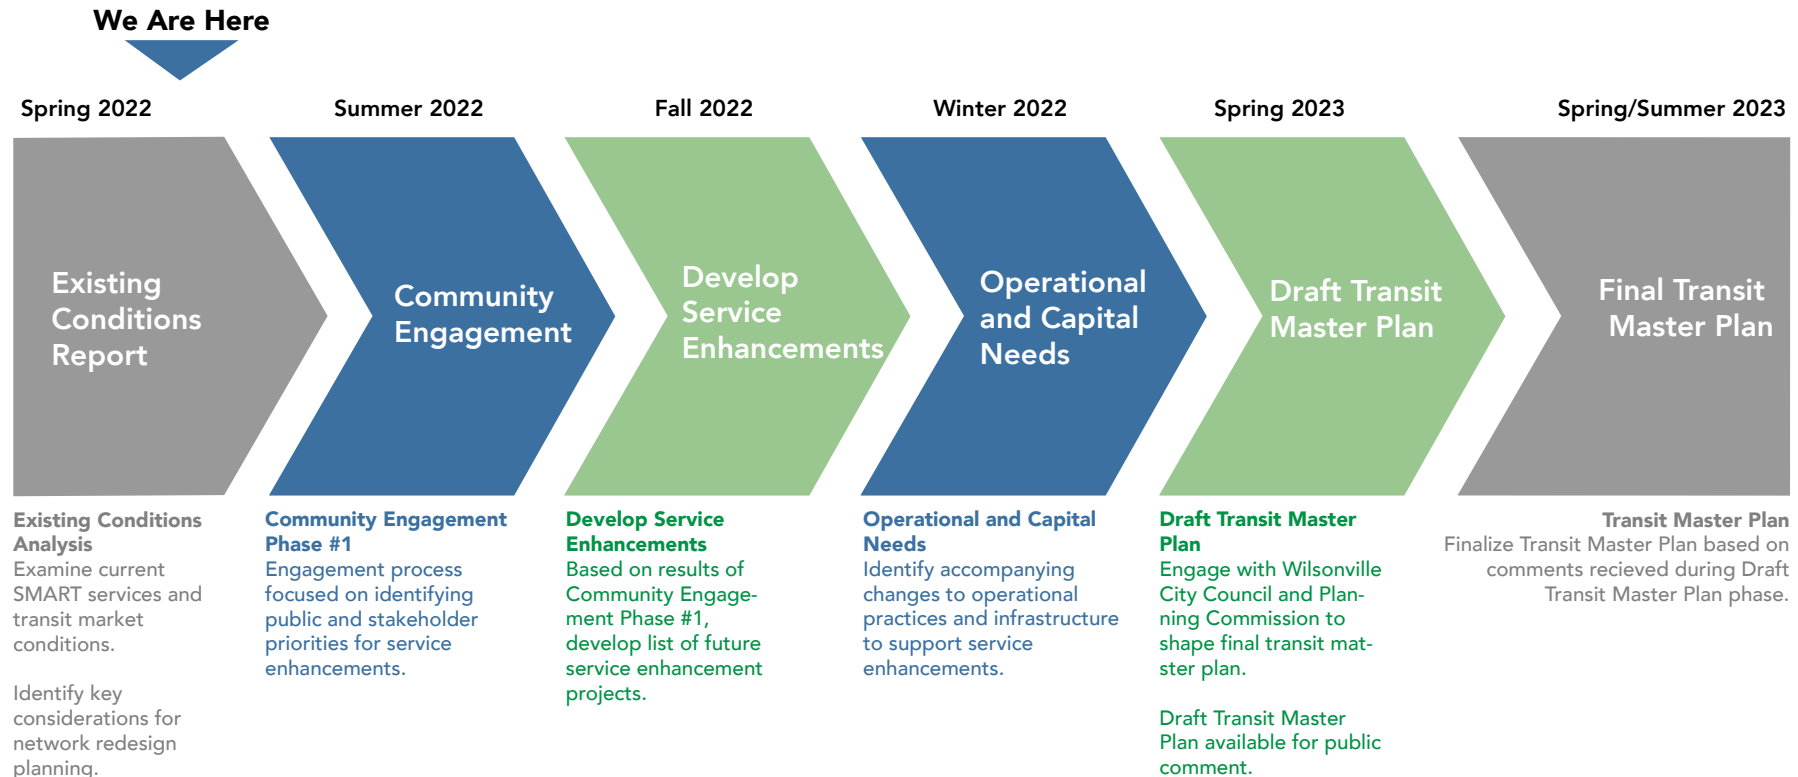 We Are Here
Spring 2022
Summer 2022
Fall 2022
Winter 2022
Spring 2023
Spring/Summer 2023
Existing
Conditions
Report
Community
Engagement
Develop
Service
Enhancements
Operational
and Capital
Needs
Draft Transit
Master Plan
Final Transit
Master Plan
Existing Conditions
Analysis
Examine current
SMART services and
transit market
conditions.
Identify key
considerations for
network redesign
planning.
Community Engagement
Phase #1
Engagement process
focused on identifying
public and stakeholder
priorities for service
enhancements.
Develop Service
Enhancements
Based on results of
Community Engage-
ment Phase #1,
develop list of future
service enhancement
projects.
Operational and Capital
Needs
Identify accompanying
changes to operational
practices and infrastructure
to support service
enhancements.
Draft Transit Master
Plan
Engage with Wilsonville
City Council and Plan-
ning Commission to
shape final transit mat-
ster plan.
Draft Transit Master
Plan available for public
comment.
Transit Master Plan
Finalize Transit Master Plan based on
comments recieved during Draft
Transit Master Plan phase.